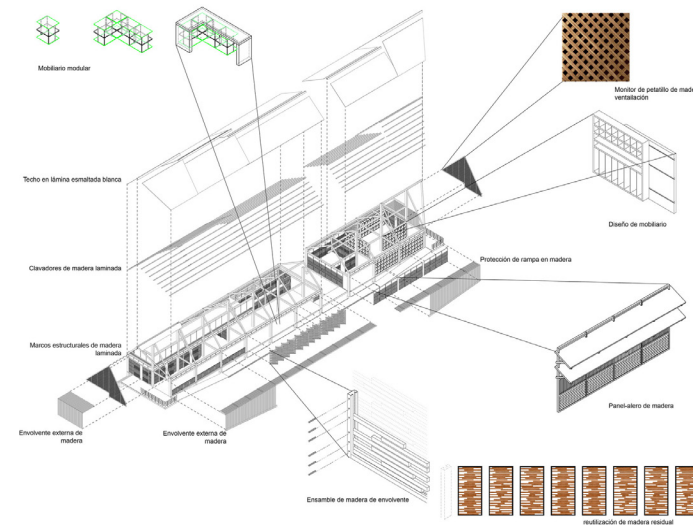 Mobiliario modular
Monitor de petatillo de made
ventailación
Techo en lámina esmaltada blanca
Diseño de mobiliario
Protección de rampa en madera
Clavadores de madera laminada
Marcos estructurales de madera
laminada
Panel-alero de madera
Envolvente externa de
madera
Envolvente externa de
madera
Ensamble de madera de envolvente
reutilización de madera residual